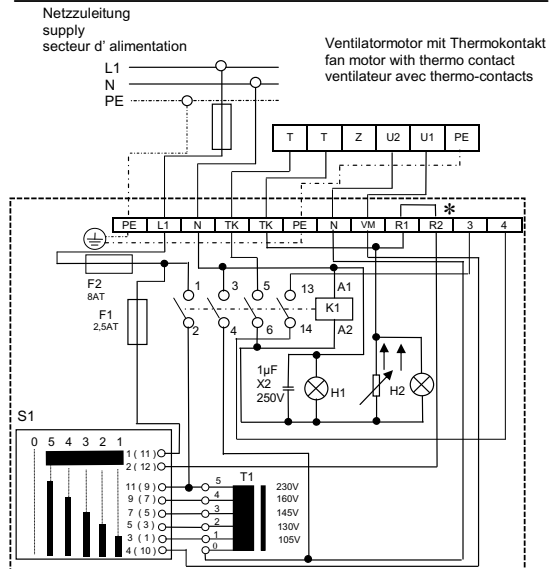 Netzzuleitung
supply
secteur d' alimentation
Ventilatormotor mit Thermokontakt
fan motor with thermo contact
ventilateur avec thermo-contacts
L1
N
PE
T T Z U2 U1 PE
*
PE L1 N TK TK PE N VM R1 R2 3 4
F2
8AT
F1
2,5AT
1 3 5 13
2 4 6 14
A1
K1
A2
1µF
X2
250V
H1
H2
S1
0 5 4 3 2 1
1 ( 11 )
2 ( 12 )
11 ( 9 )
9 ( 7 )
7 ( 5 )
5 ( 3 )
3 ( 1 )
4 ( 10 )
T1
5 230V
4 160V
3 145V
2 130V
1 105V
0